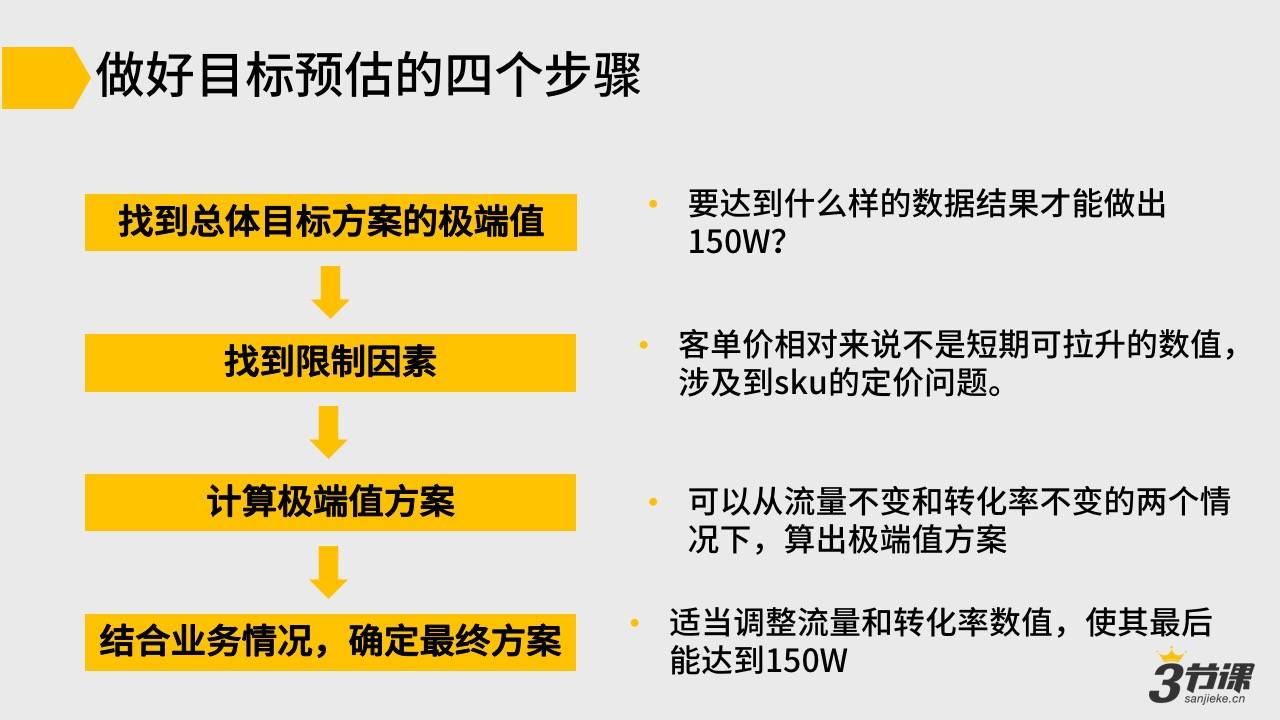 做好目标预估的四个步骤
找到总体目标方案的极端值
要达到什么样的数据结果才能做出
150W？
找到限制因素
客单价相对来说不是短期可拉升的数值，
涉及到sku的定价问题。
计算极端值方案
可以从流量不变和转化率不变的两个情
况下，算出极端值方案
结合业务情况，确定最终方案
适当调整流量和转化率数值，使其最后
能达到150W
3节课
sanjieke.cn